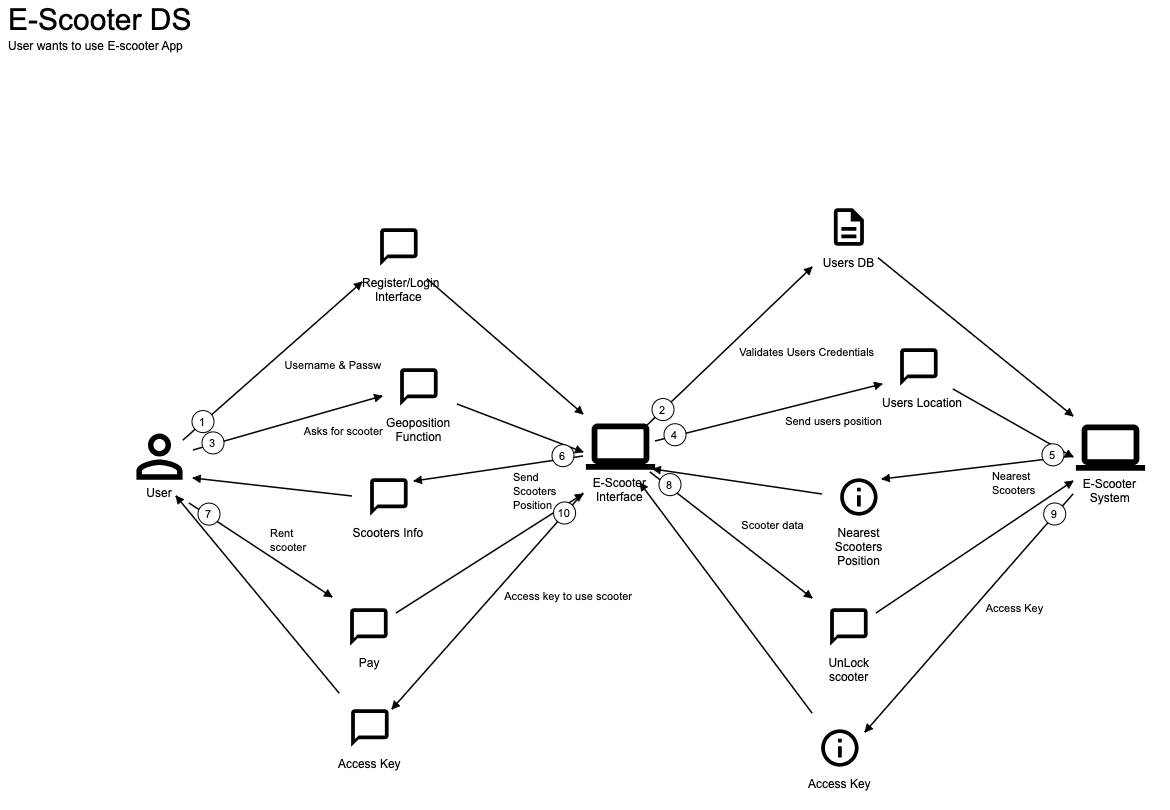 E-Scooter DS
User wants to use E-scooter App
Users DB
Register/Login
Interface
Validates Users Credentials
Username & Passw
Users Location
2
1
Geoposition
Function
Send users position
Asks for scooter
3
4
6
5
User
E-Scooter
Interface
E-Scooter
System
Send
Scooters
Position
8
Nearest
Scooters
7
10
9
Rent
scooter
Scooters Info
Scooter data
Nearest
Scooters
Position
Access key to use scooter
Access Key
Pay
UnLock
scooter
Access Key
Access Key